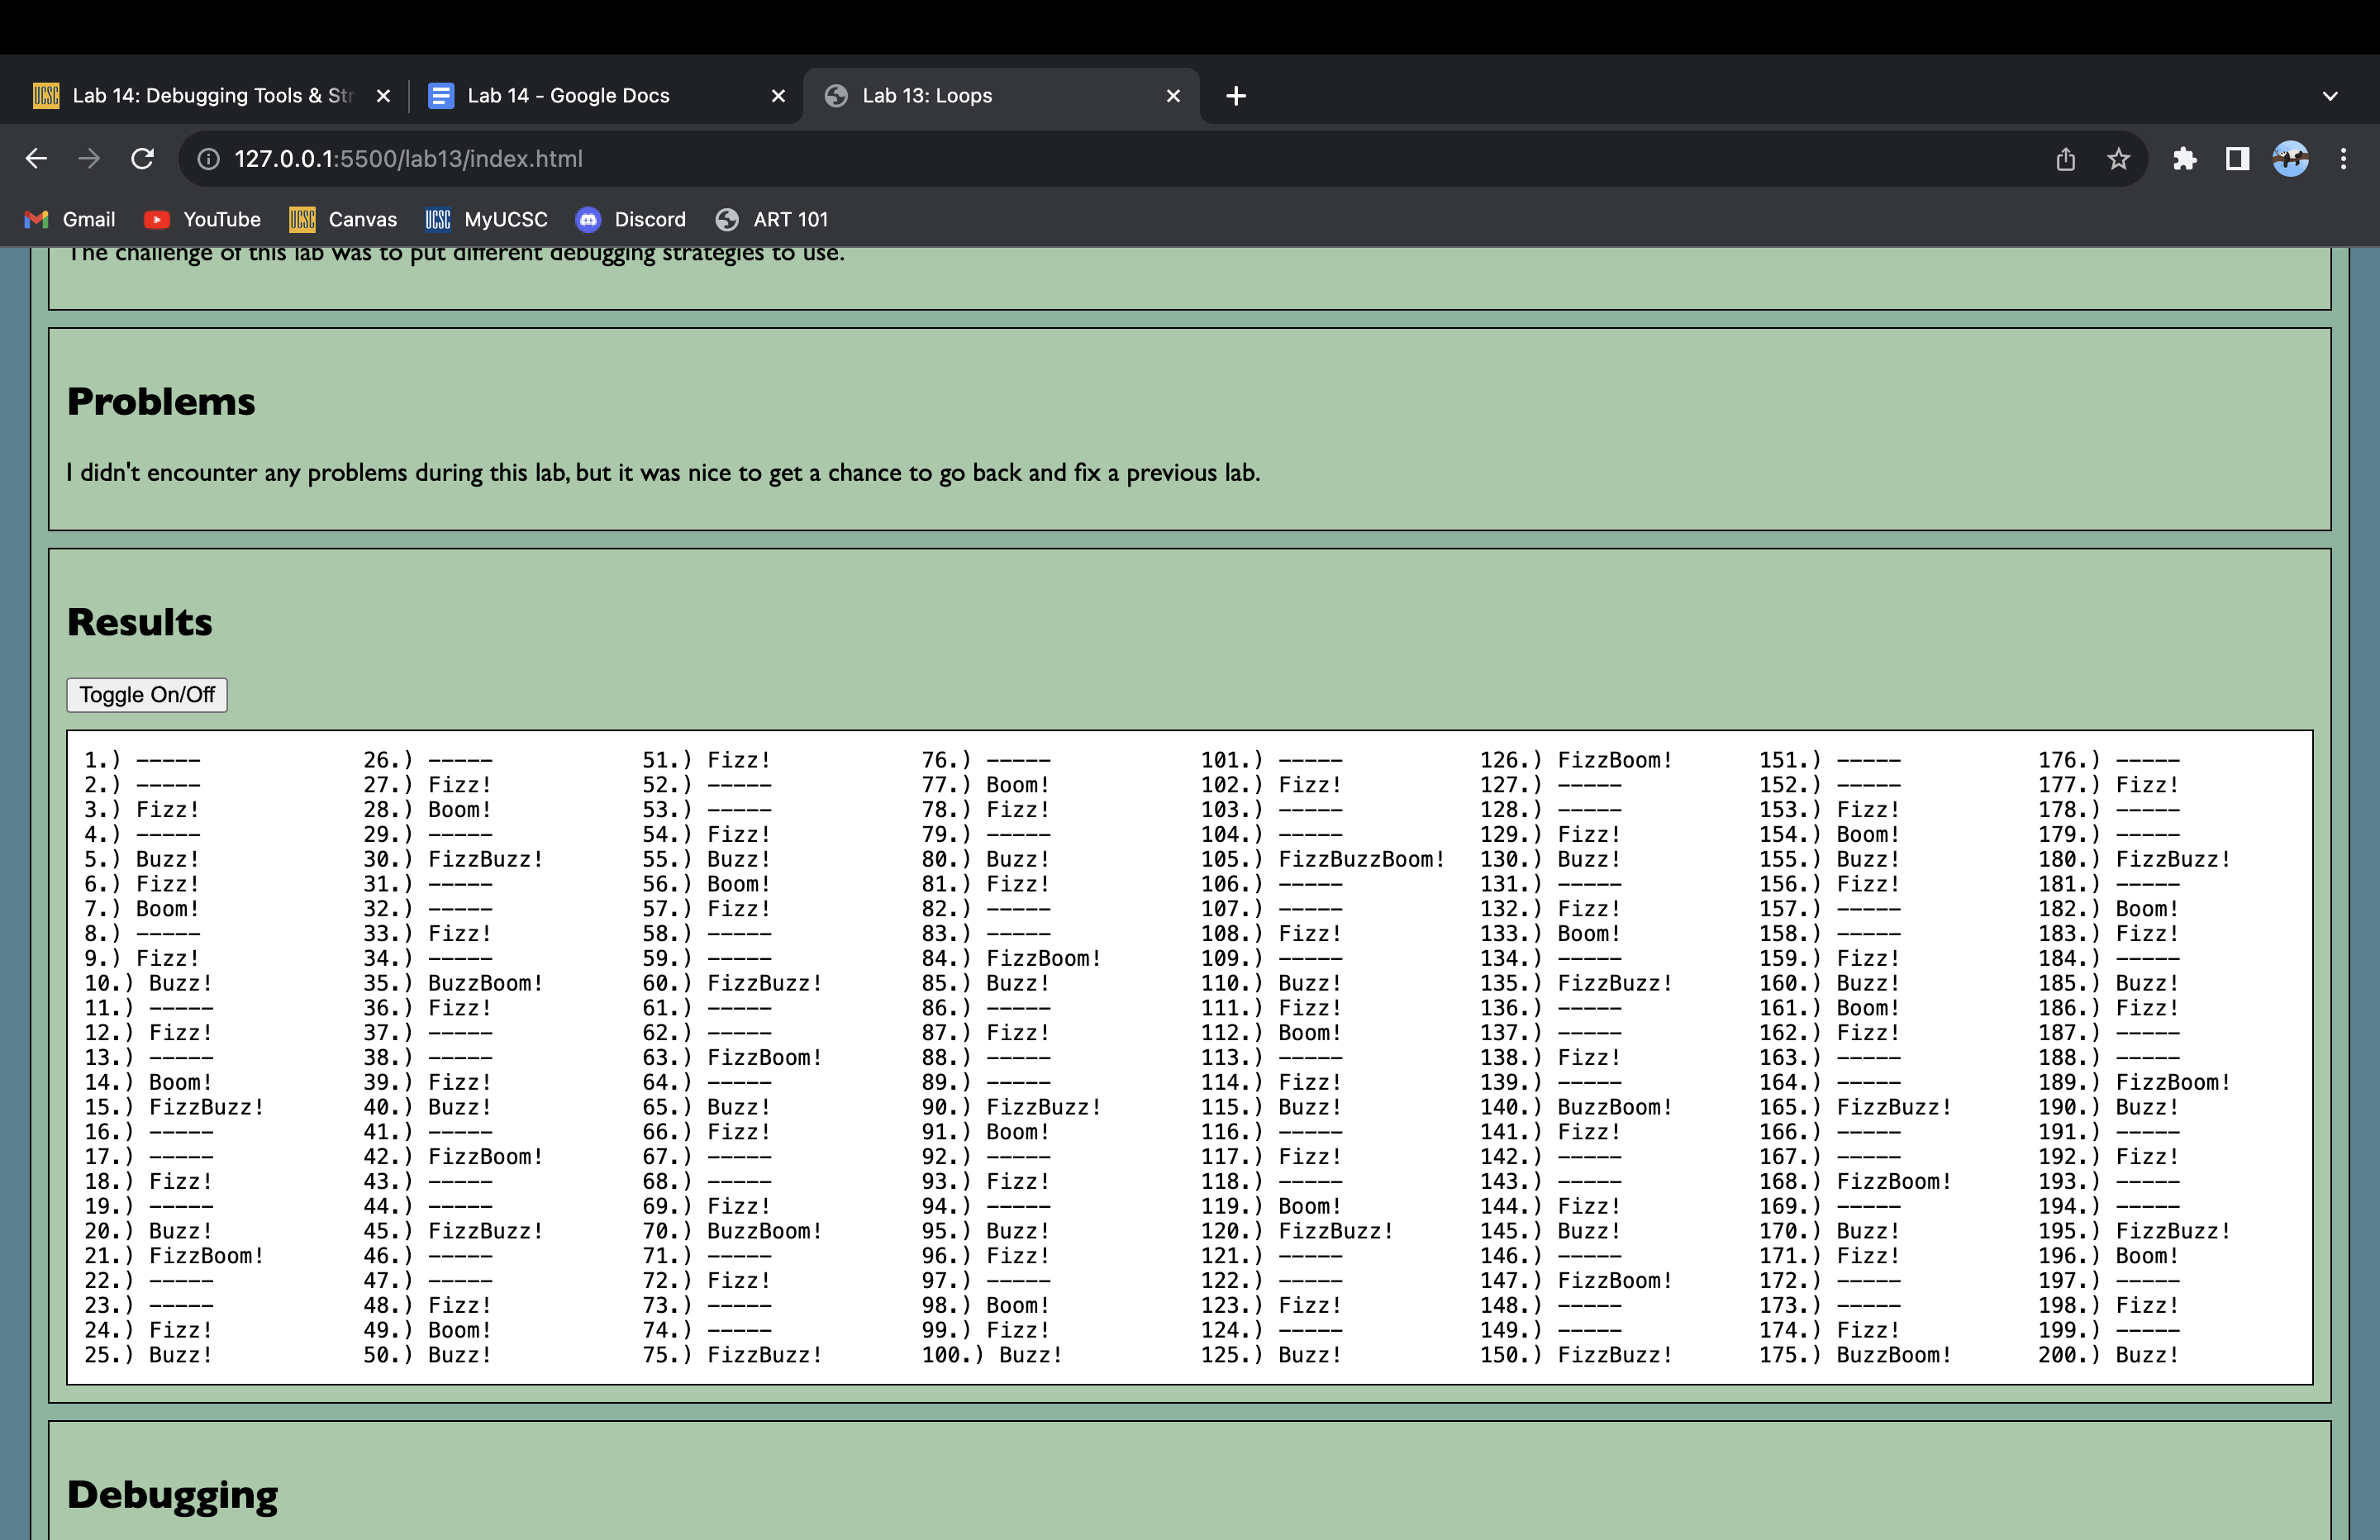 Lab 14: Debugging Tools & Str
Lab 14 - Google Docs
Lab 13: Loops
127.0.0.1:5500/lab13/index.html
Gmail YouTube UCSC Canvas UCSC MyUCSC Discord ART 101
The challenge of this lab was to put different debugging strategies to use.
Problems
I didn't encounter any problems during this lab, but it was nice to get a chance to go back and fix a previous lab.
Results
Toggle On/Off
1.) -----
2.) -----
3.) Fizz!
4.) -----
5.) Buzz!
6.) Fizz!
7.) Boom!
8.) -----
9.) Fizz!
10.) Buzz!
11.) -----
12.) Fizz!
13.) -----
14.) Boom!
15.) FizzBuzz!
16.) -----
17.) -----
18.) Fizz!
19.) -----
20.) Buzz!
21.) FizzBoom!
22.) -----
23.) -----
24.) Fizz!
25.) Buzz!
26.) -----
27.) Fizz!
28.) Boom!
29.) -----
30.) FizzBuzz!
31.) -----
32.) -----
33.) Fizz!
34.) -----
35.) BuzzBoom!
36.) Fizz!
37.) -----
38.) -----
39.) Fizz!
40.) Buzz!
41.) -----
42.) FizzBoom!
43.) -----
44.) -----
45.) FizzBuzz!
46.) -----
47.) -----
48.) Fizz!
49.) Boom!
50.) Buzz!
51.) Fizz!
52.) -----
53.) -----
54.) Fizz!
55.) Buzz!
56.) Boom!
57.) Fizz!
58.) -----
59.) -----
60.) FizzBuzz!
61.) -----
62.) -----
63.) FizzBoom!
64.) -----
65.) Buzz!
66.) Fizz!
67.) -----
68.) -----
69.) Fizz!
70.) BuzzBoom!
71.) -----
72.) Fizz!
73.) -----
74.) -----
75.) FizzBuzz!
76.) -----
77.) Boom!
78.) Fizz!
79.) -----
80.) Buzz!
81.) Fizz!
82.) -----
83.) -----
84.) FizzBoom!
85.) Buzz!
86.) -----
87.) Fizz!
88.) -----
89.) -----
90.) FizzBuzz!
91.) Boom!
92.) -----
93.) Fizz!
94.) -----
95.) Buzz!
96.) Fizz!
97.) -----
98.) Boom!
99.) Fizz!
100.) Buzz!
101.) -----
102.) Fizz!
103.) -----
104.) -----
105.) FizzBuzzBoom!
106.) -----
107.) -----
108.) Fizz!
109.) -----
110.) Buzz!
111.) Fizz!
112.) Boom!
113.) -----
114.) Fizz!
115.) Buzz!
116.) -----
117.) Fizz!
118.) -----
119.) Boom!
120.) FizzBuzz!
121.) -----
122.) -----
123.) Fizz!
124.) -----
125.) Buzz!
126.) FizzBoom!
127.) -----
128.) -----
129.) Fizz!
130.) Buzz!
131.) -----
132.) Fizz!
133.) Boom!
134.) -----
135.) FizzBuzz!
136.) -----
137.) -----
138.) Fizz!
139.) -----
140.) BuzzBoom!
141.) Fizz!
142.) -----
143.) -----
144.) Fizz!
145.) Buzz!
146.) -----
147.) FizzBoom!
148.) -----
149.) -----
150.) FizzBuzz!
151.) -----
152.) -----
153.) Fizz!
154.) Boom!
155.) Buzz!
156.) Fizz!
157.) -----
158.) -----
159.) Fizz!
160.) Buzz!
161.) Boom!
162.) Fizz!
163.) -----
164.) -----
165.) FizzBuzz!
166.) -----
167.) -----
168.) FizzBoom!
169.) -----
170.) Buzz!
171.) Fizz!
172.) -----
173.) -----
174.) Fizz!
175.) BuzzBoom!
176.) -----
177.) Fizz!
178.) -----
179.) -----
180.) FizzBuzz!
181.) -----
182.) Boom!
183.) Fizz!
184.) -----
185.) Buzz!
186.) Fizz!
187.) -----
188.) -----
189.) FizzBoom!
190.) Buzz!
191.) -----
192.) Fizz!
193.) -----
194.) -----
195.) FizzBuzz!
196.) Boom!
197.) -----
198.) Fizz!
199.) -----
200.) Buzz!
Debugging